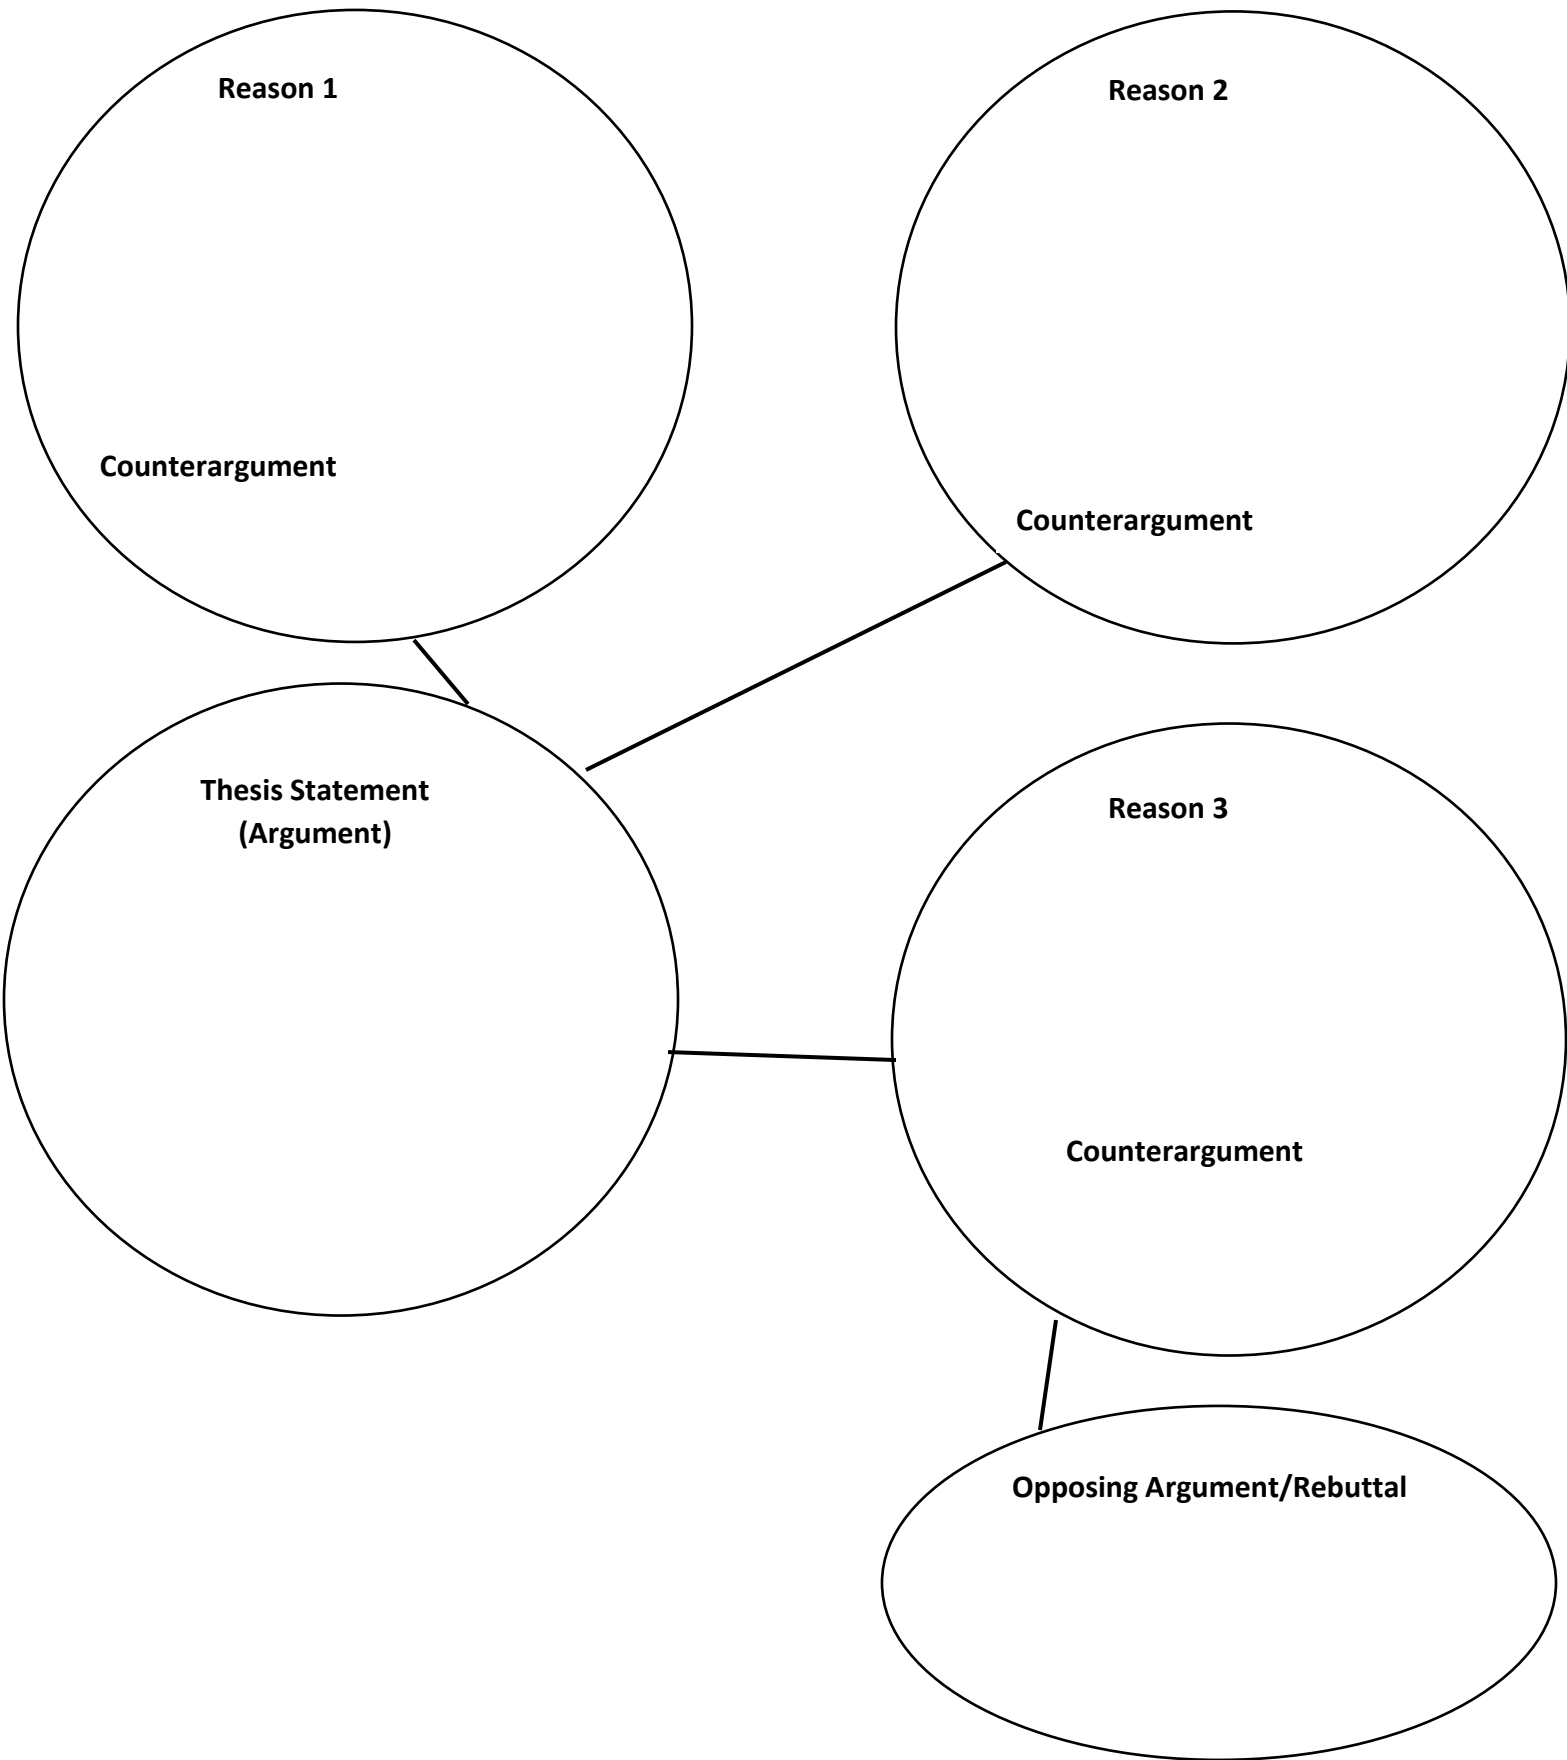 Reason 1
Reason 2
Counterargument
Counterargument
Thesis Statement
(Argument)
Reason 3
Counterargument
Opposing Argument/Rebuttal